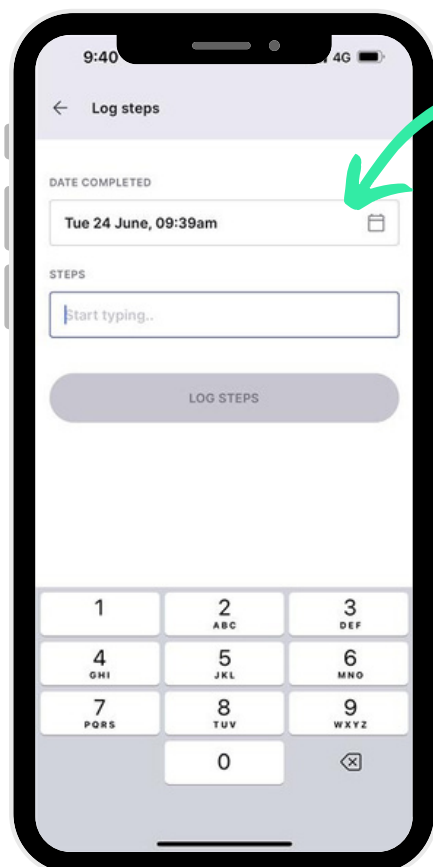 9:40 4G
Log steps
DATE COMPLETED
Tue 24 June, 09:39am
STEPS
Start typing..
LOG STEPS
1 2 3
ABC DEF
4 5 6
GHI JKL MNO
7 8 9
PQRS TUV WXYZ
0